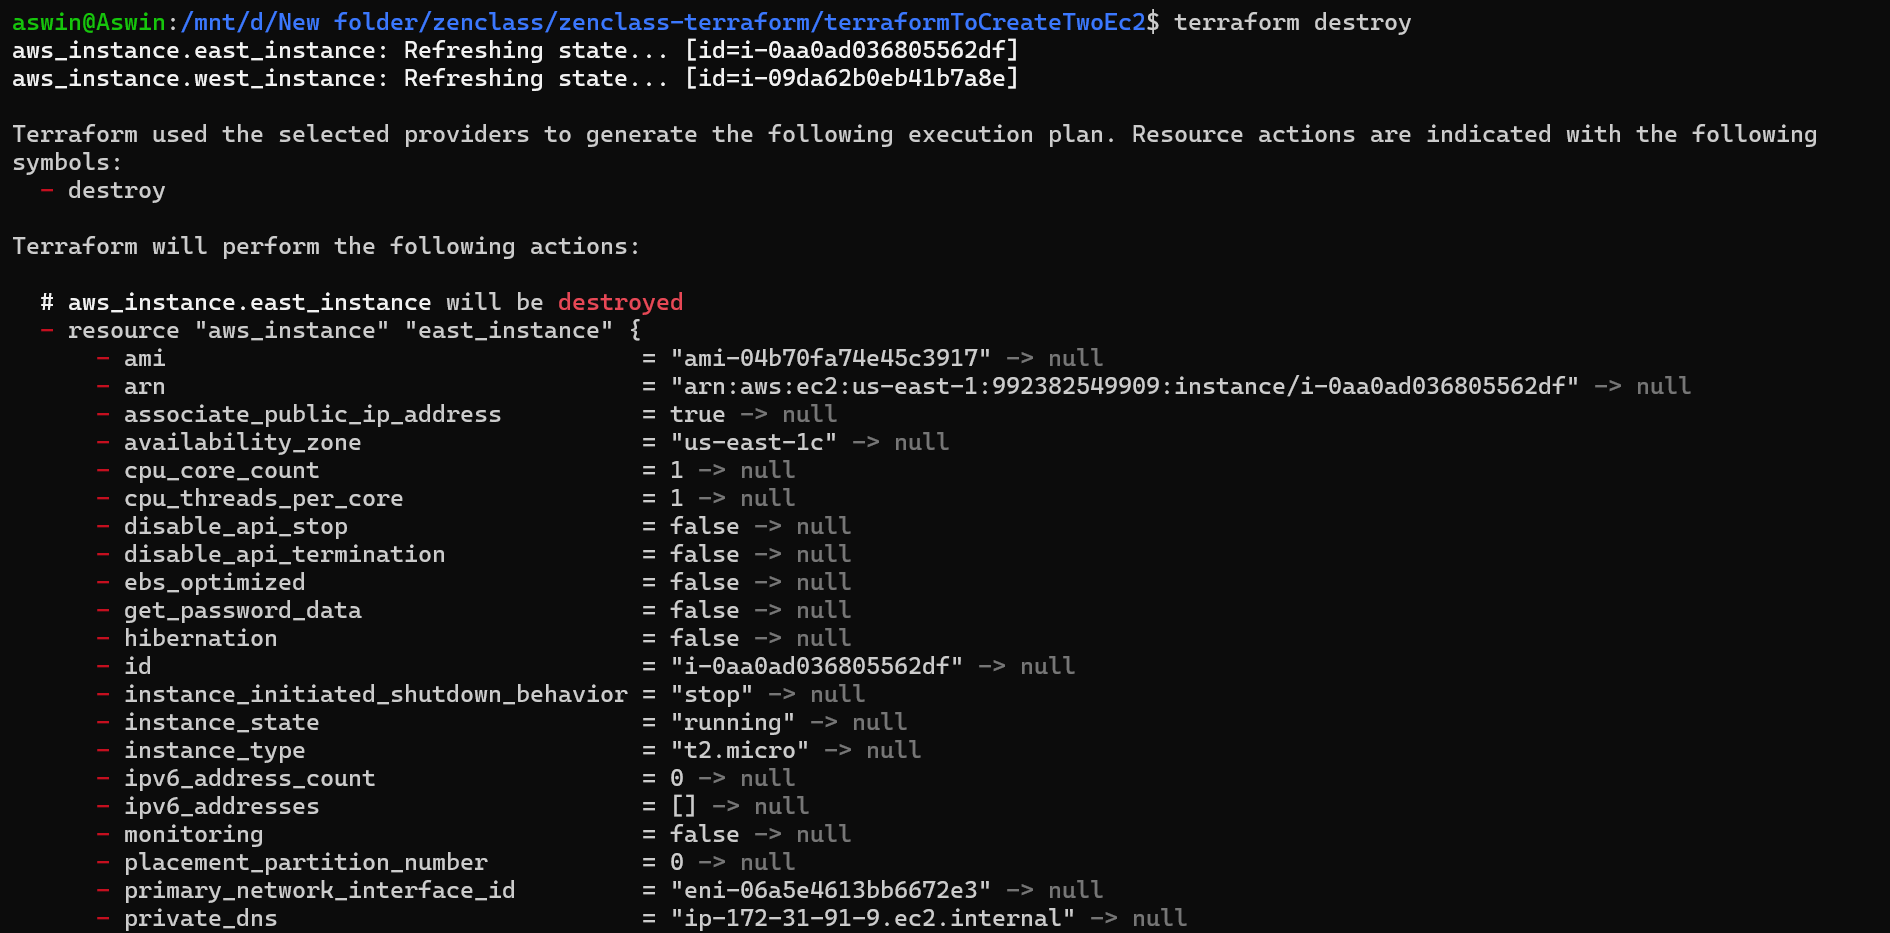 aswin@Aswin:/mnt/d/New folder/zenclass/zenclass-terraform/terraformToCreateTwoEc2$ terraform destroy
aws_instance.east_instance: Refreshing state... [id=i-0aa0ad036805562df]
aws_instance.west_instance: Refreshing state... [id=i-09da62b0eb41b7a8e]
Terraform used the selected providers to generate the following execution plan. Resource actions are indicated with the following
symbols:
  - destroy
Terraform will perform the following actions:
  # aws_instance.east_instance will be destroyed
  - resource "aws_instance" "east_instance" {
      - ami                                  = "ami-04b70fa74e45c3917" -> null
      - arn                                  = "arn:aws:ec2:us-east-1:992382549909:instance/i-0aa0ad036805562df" -> null
      - associate_public_ip_address          = true -> null
      - availability_zone                    = "us-east-1c" -> null
      - cpu_core_count                       = 1 -> null
      - cpu_threads_per_core                 = 1 -> null
      - disable_api_stop                     = false -> null
      - disable_api_termination              = false -> null
      - ebs_optimized                        = false -> null
      - get_password_data                    = false -> null
      - hibernation                          = false -> null
      - id                                   = "i-0aa0ad036805562df" -> null
      - instance_initiated_shutdown_behavior = "stop" -> null
      - instance_state                       = "running" -> null
      - instance_type                        = "t2.micro" -> null
      - ipv6_address_count                   = 0 -> null
      - ipv6_addresses                       = [] -> null
      - monitoring                           = false -> null
      - placement_partition_number           = 0 -> null
      - primary_network_interface_id         = "eni-06a5e4613bb6672e3" -> null
      - private_dns                          = "ip-172-31-91-9.ec2.internal" -> null